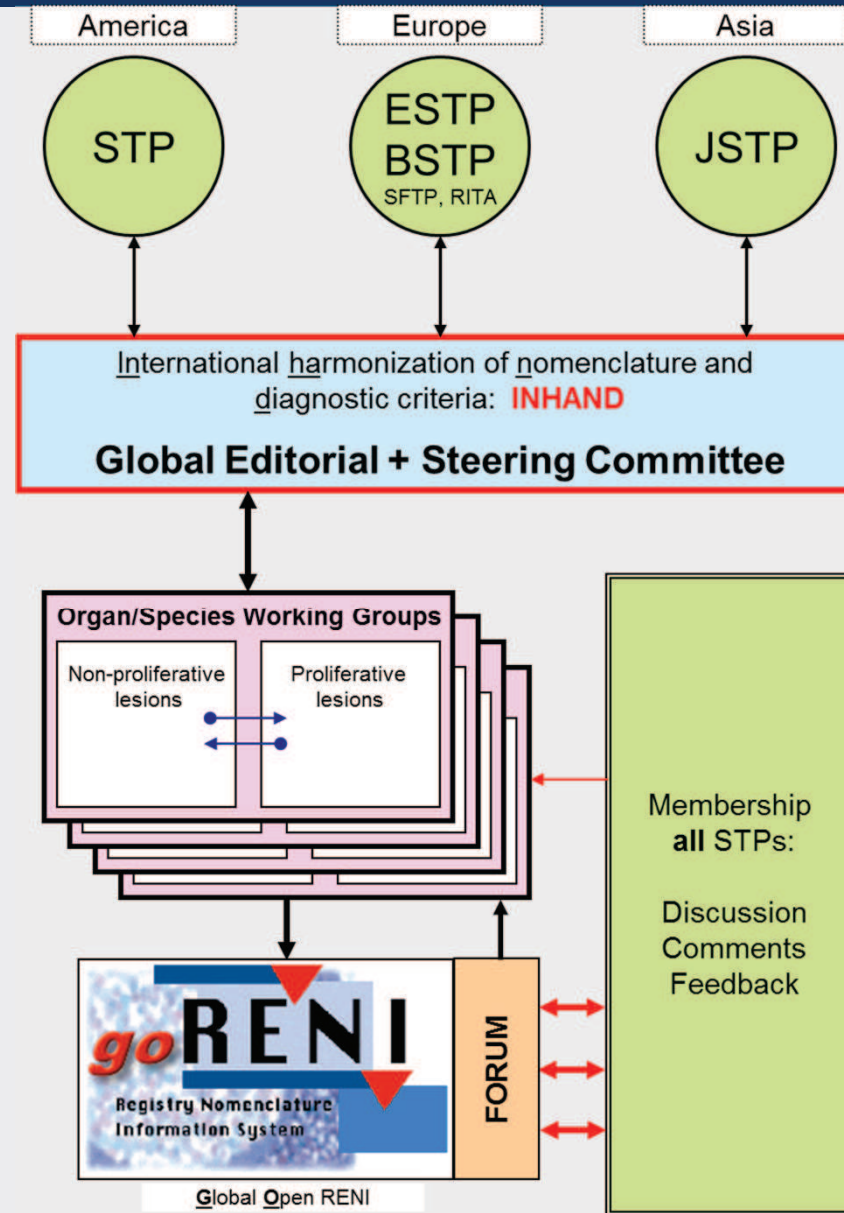 America
Europe
Asia
STP
ESTP
BSTP
SFTP, RITA
JSTP
International harmonization of nomenclature and
diagnostic criteria: INHAND
Global Editorial + Steering Committee
Organ/Species Working Groups
Non-proliferative
lesions
Proliferative
lesions
Membership
all STPs:
Discussion
Comments
Feedback
goRENI
Registry Nomenclature
Information System
FORUM
Global Open RENI